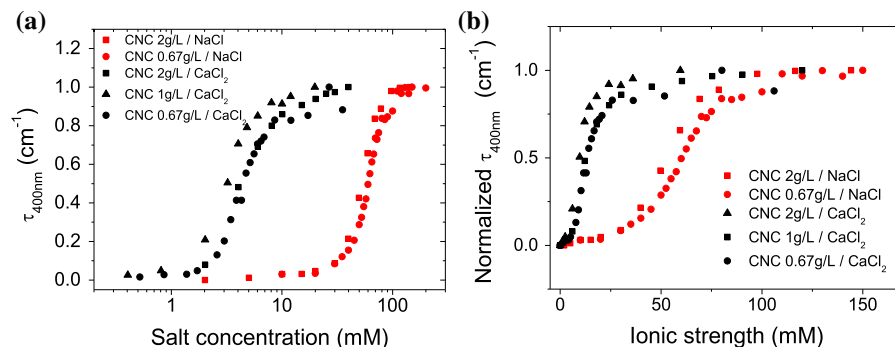 (a)
1.2
1.0
0.8
0.6
0.4
0.2
0.0
τ400nm (cm-1)
CNC 2g/L / NaCl
CNC 0.67g/L / NaCl
CNC 2g/L / CaCl2
CNC 1g/L / CaCl2
CNC 0.67g/L / CaCl2
1 10 100
Salt concentration (mM)
(b)
1.0
0.5
0.0
Normalized τ400nm (cm-1)
CNC 2g/L / NaCl
CNC 0.67g/L / NaCl
CNC 2g/L / CaCl2
CNC 1g/L / CaCl2
CNC 0.67g/L / CaCl2
0 50 100 150
Ionic strength (mM)